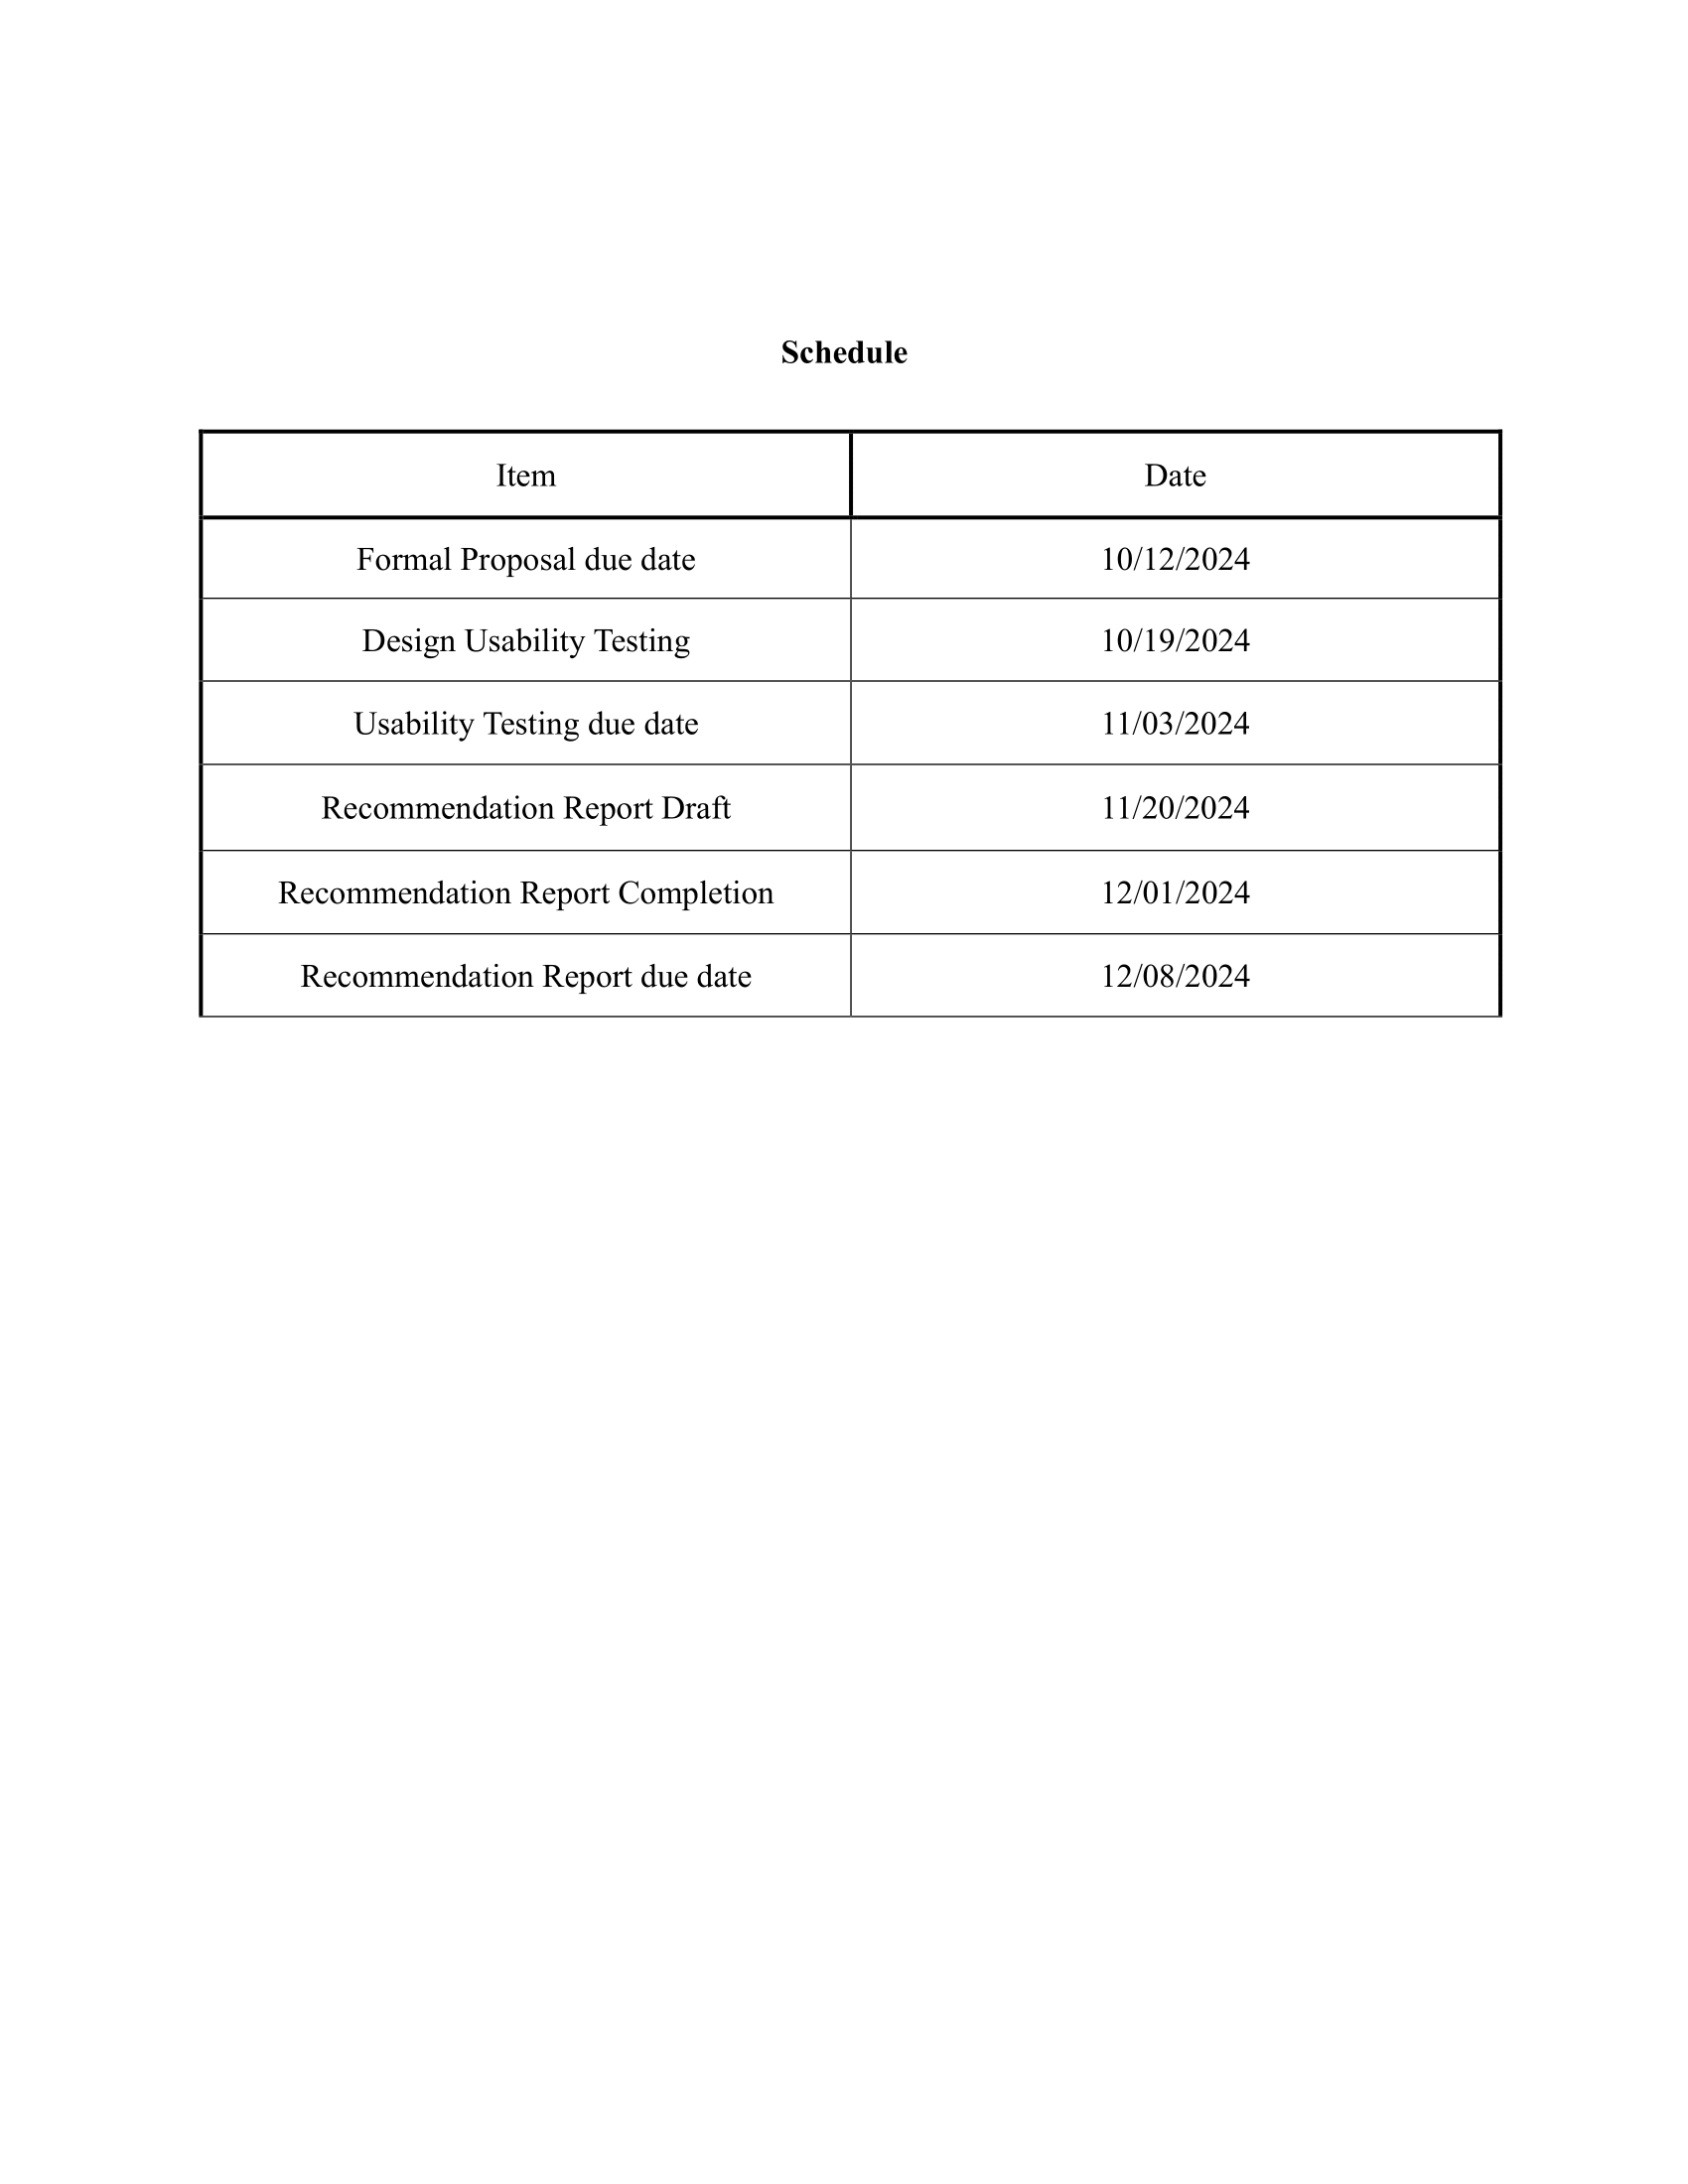 Schedule
Item Date
Formal Proposal due date 10/12/2024
Design Usability Testing 10/19/2024
Usability Testing due date 11/03/2024
Recommendation Report Draft 11/20/2024
Recommendation Report Completion 12/01/2024
Recommendation Report due date 12/08/2024